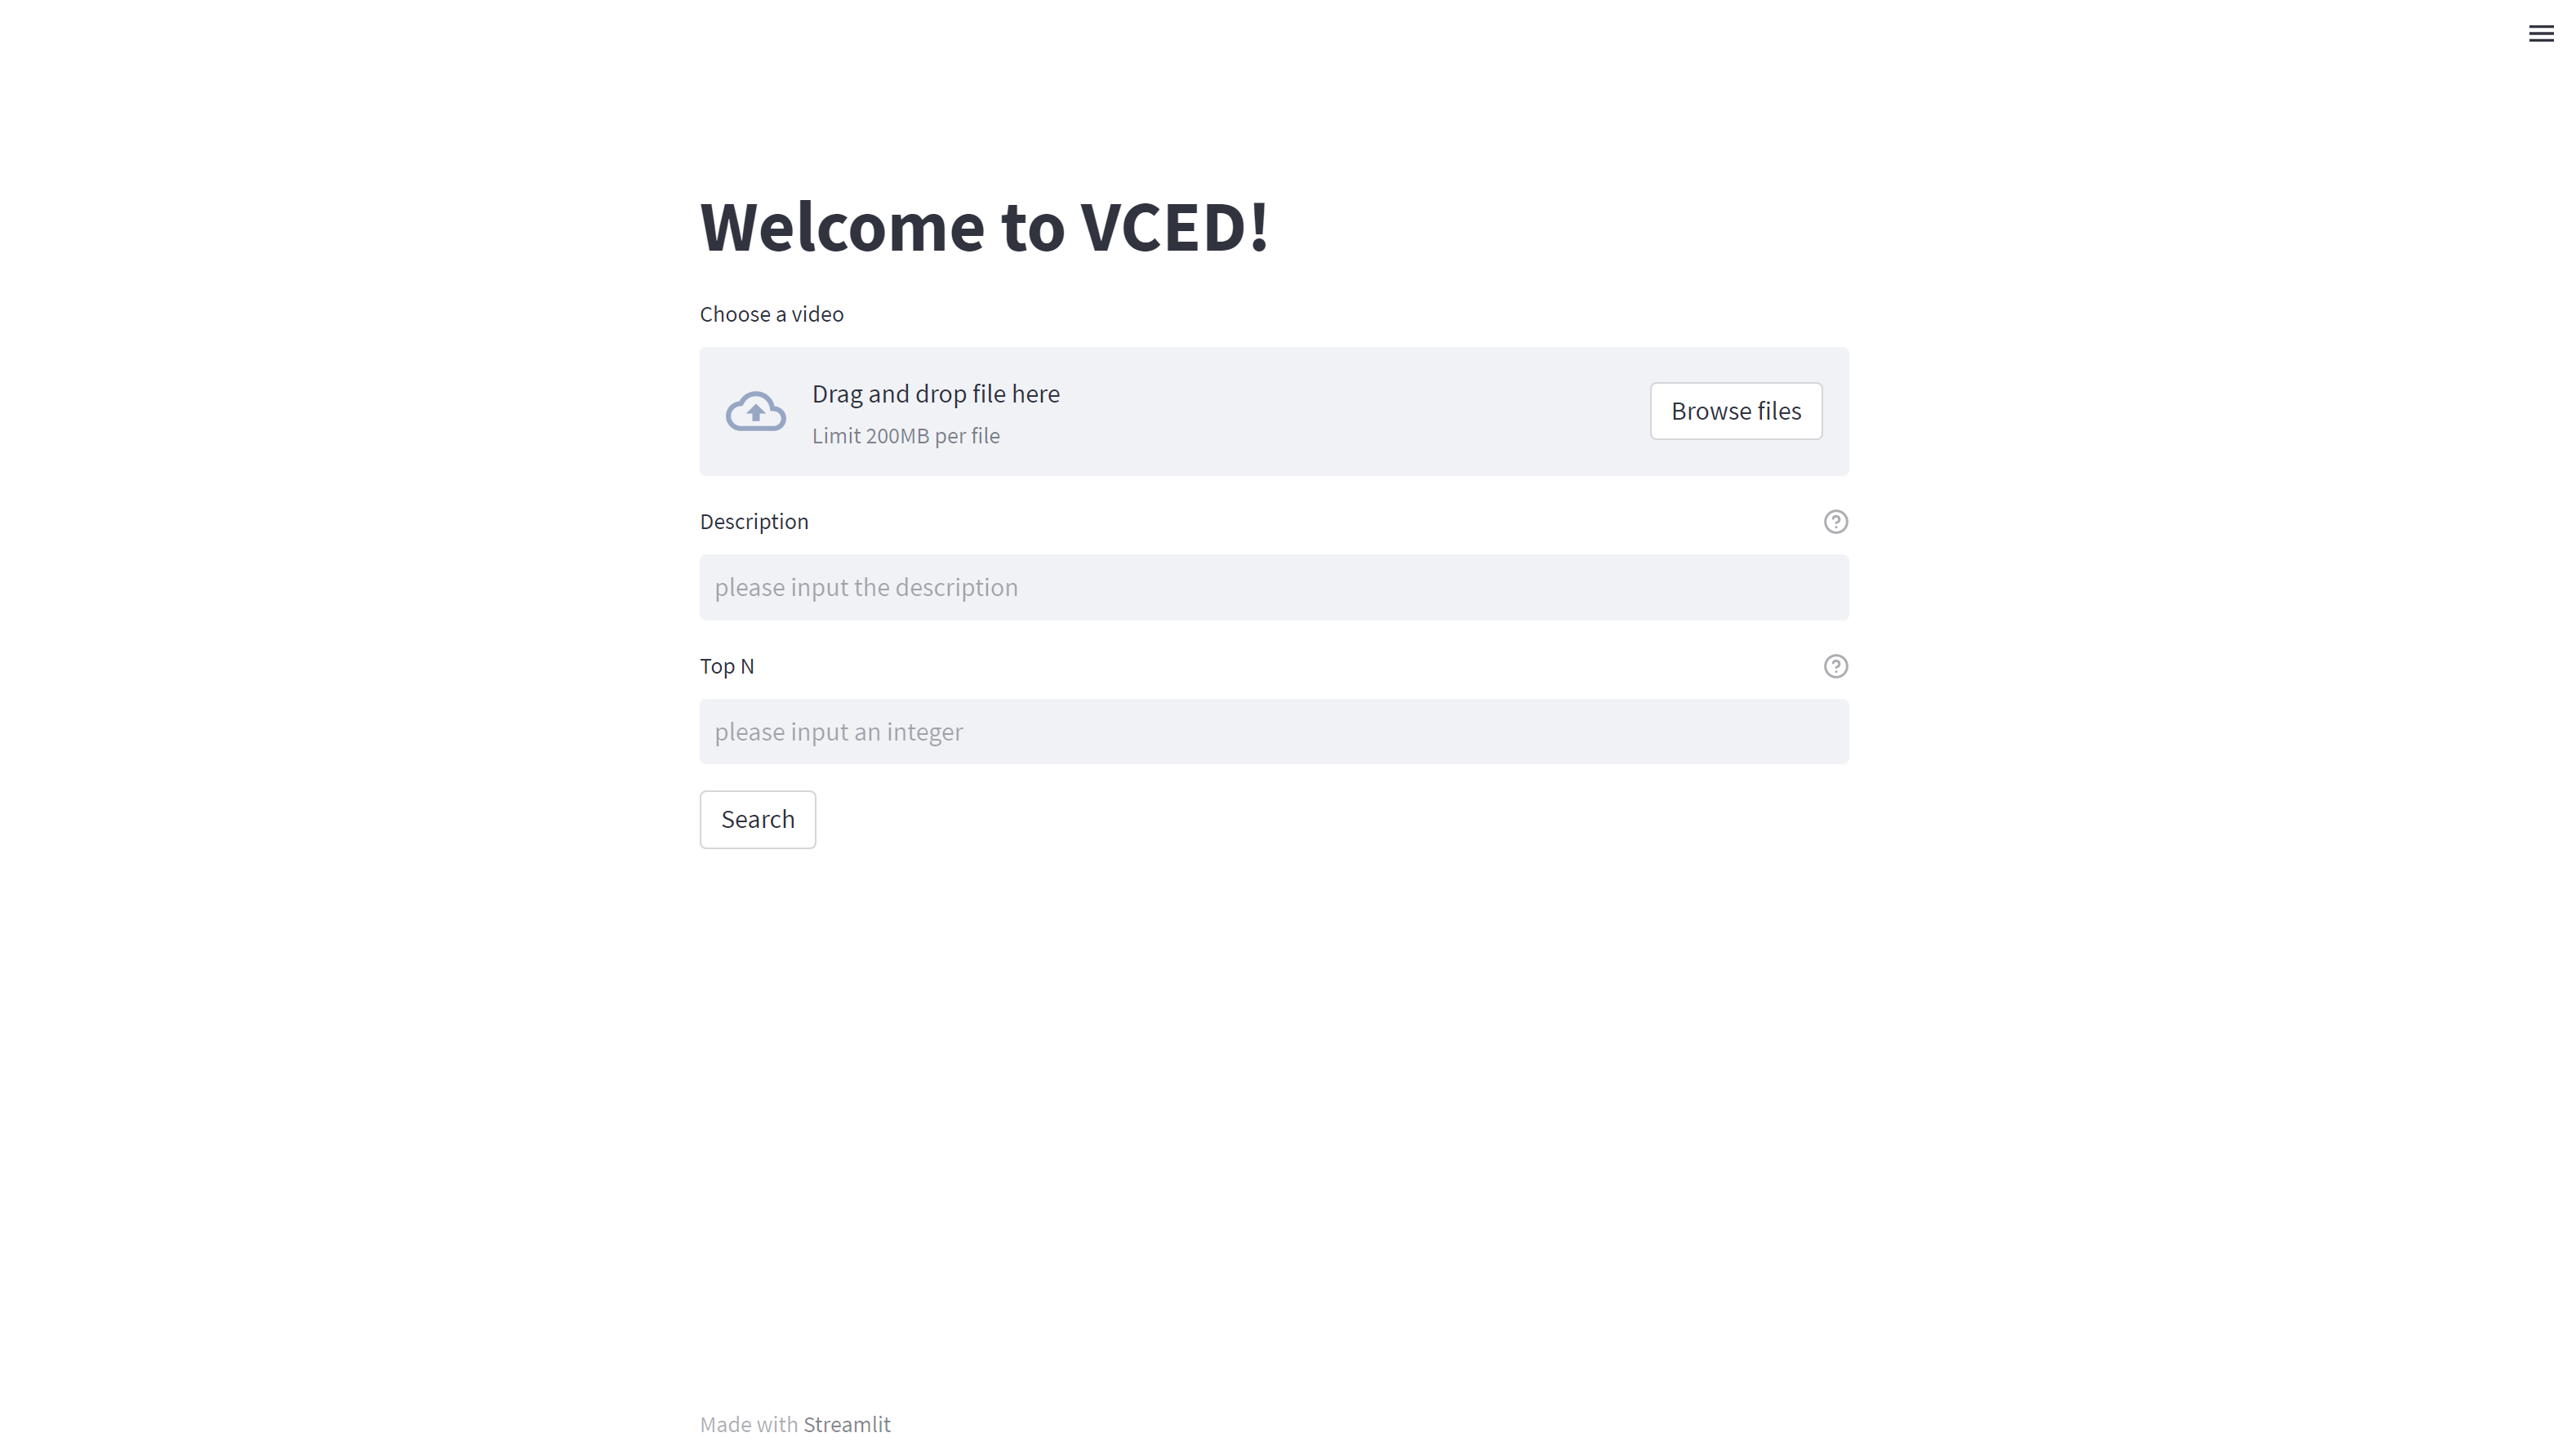 Welcome to VCED!
Choose a video
Drag and drop file here
Limit 200MB per file
Browse files
Description
please input the description
Top N
please input an integer
Search
Made with Streamlit